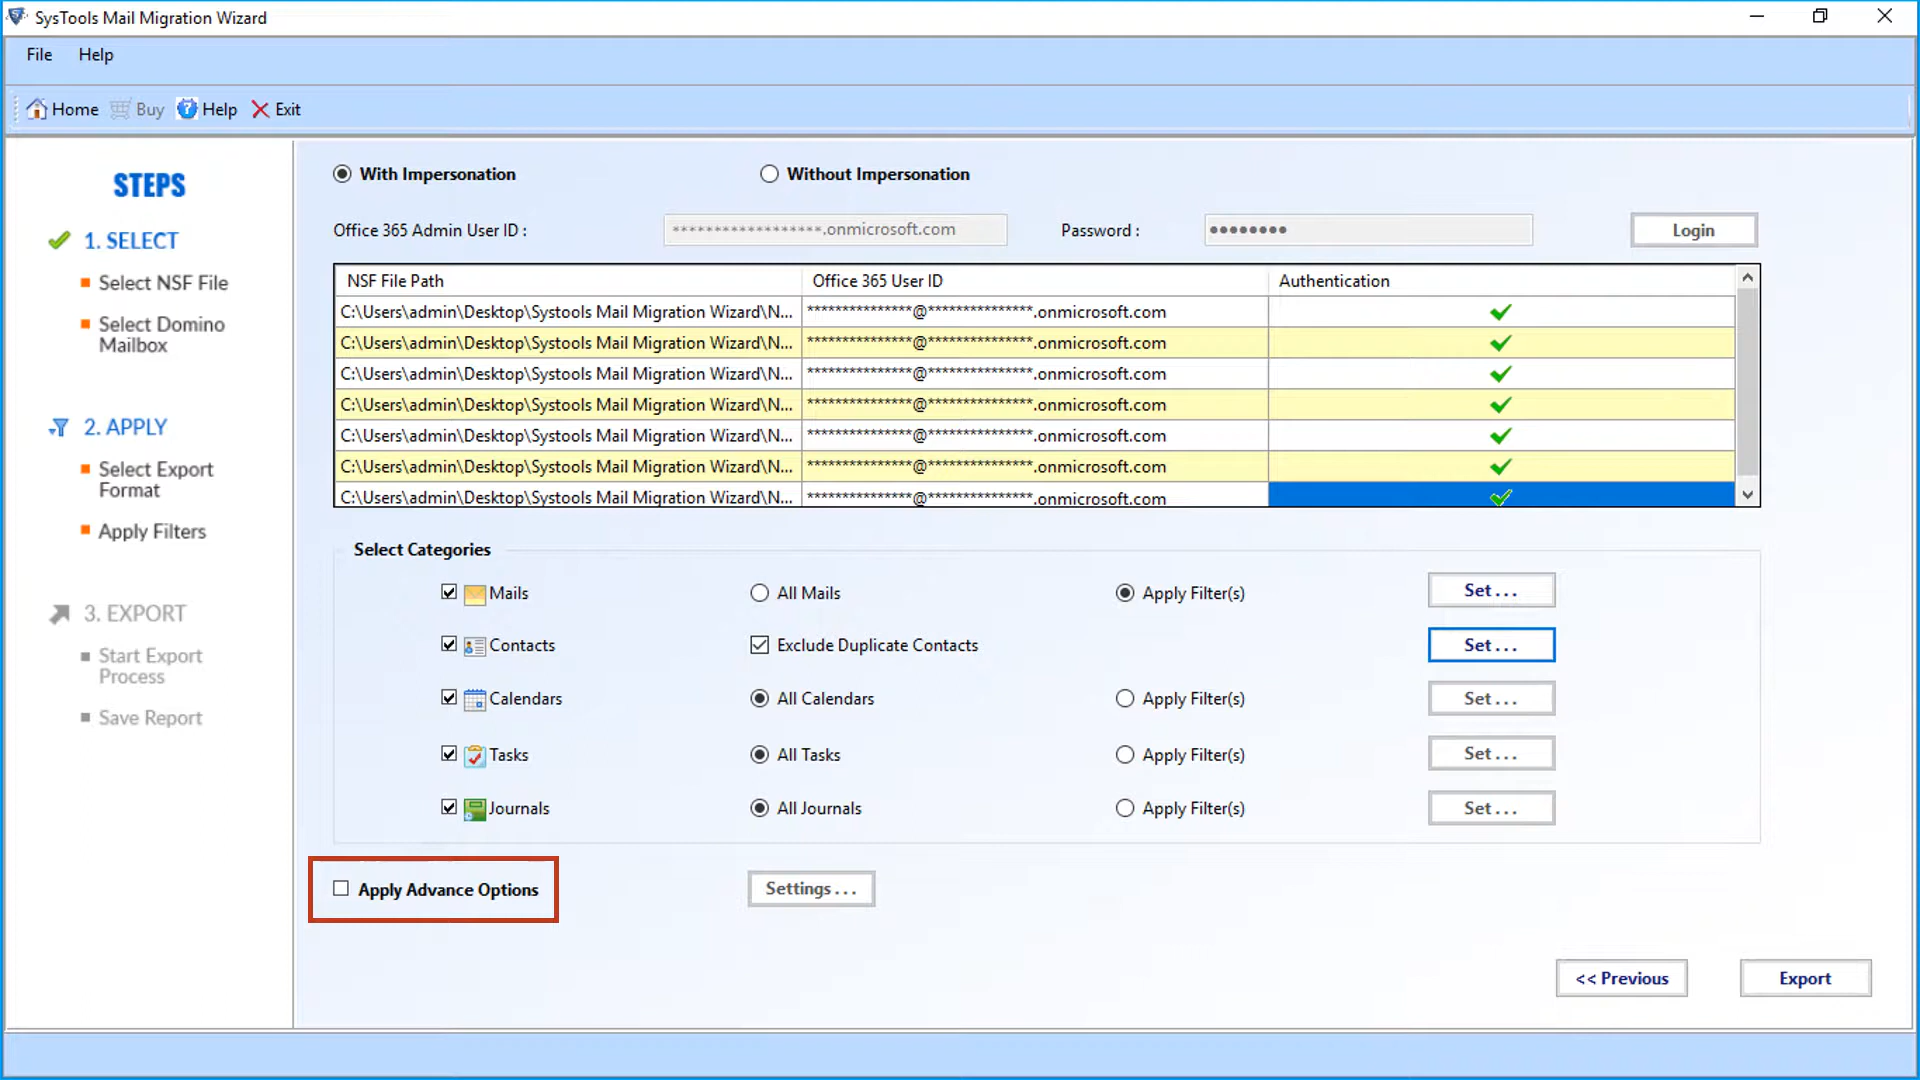 SysTools Mail Migration Wizard
File Help
Home Buy Help Exit
STEPS
1. SELECT
Select NSF File
Select Domino
Mailbox
2. APPLY
Select Export
Format
Apply Filters
3. EXPORT
Start Export
Process
Save Report
With Impersonation Without Impersonation
Office 365 Admin User ID : ******************.onmicrosoft.com Password : ●●●●●●●● Login
NSF File Path Office 365 User ID Authentication
C:\Users\admin\Desktop\Systools Mail Migration Wizard\N... ***************@***************.onmicrosoft.com
C:\Users\admin\Desktop\Systools Mail Migration Wizard\N... ***************@***************.onmicrosoft.com
C:\Users\admin\Desktop\Systools Mail Migration Wizard\N... ***************@***************.onmicrosoft.com
C:\Users\admin\Desktop\Systools Mail Migration Wizard\N... ***************@***************.onmicrosoft.com
C:\Users\admin\Desktop\Systools Mail Migration Wizard\N... ***************@***************.onmicrosoft.com
C:\Users\admin\Desktop\Systools Mail Migration Wizard\N... ***************@***************.onmicrosoft.com
C:\Users\admin\Desktop\Systools Mail Migration Wizard\N... ***************@***************.onmicrosoft.com
Select Categories
Mails All Mails Apply Filter(s) Set . . .
Contacts Exclude Duplicate Contacts Set . . .
Calendars All Calendars Apply Filter(s) Set . . .
Tasks All Tasks Apply Filter(s) Set . . .
Journals All Journals Apply Filter(s) Set . . .
Apply Advance Options Settings . . .
<< Previous Export